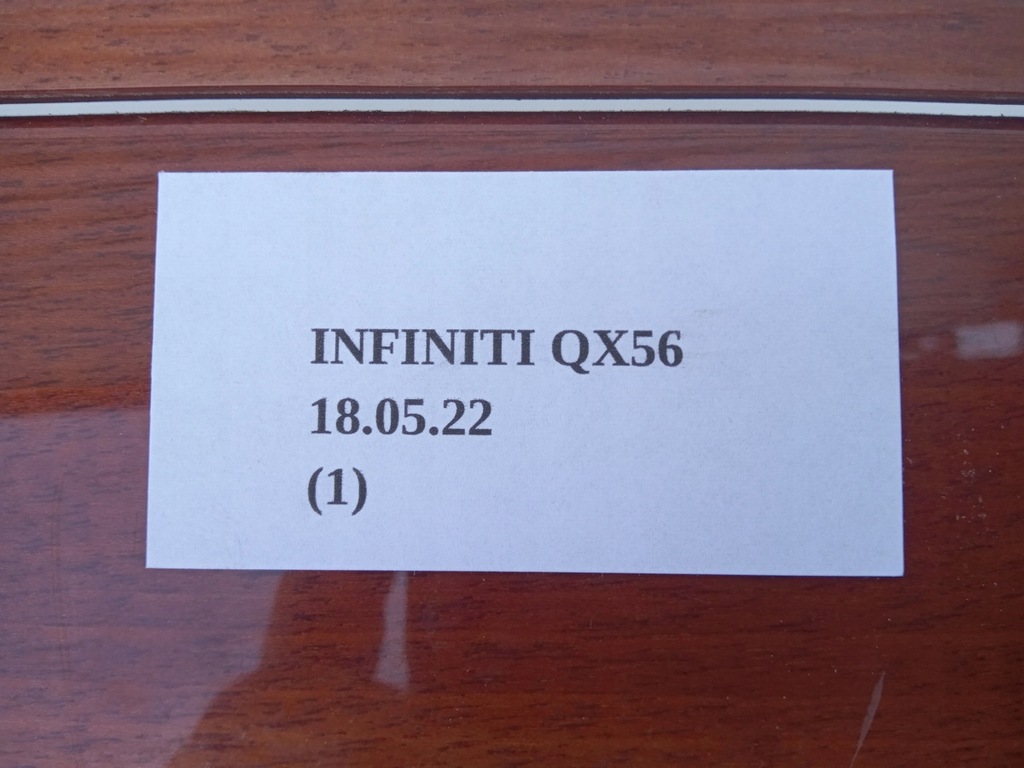 INFINITI QX56
18.05.22
(1)